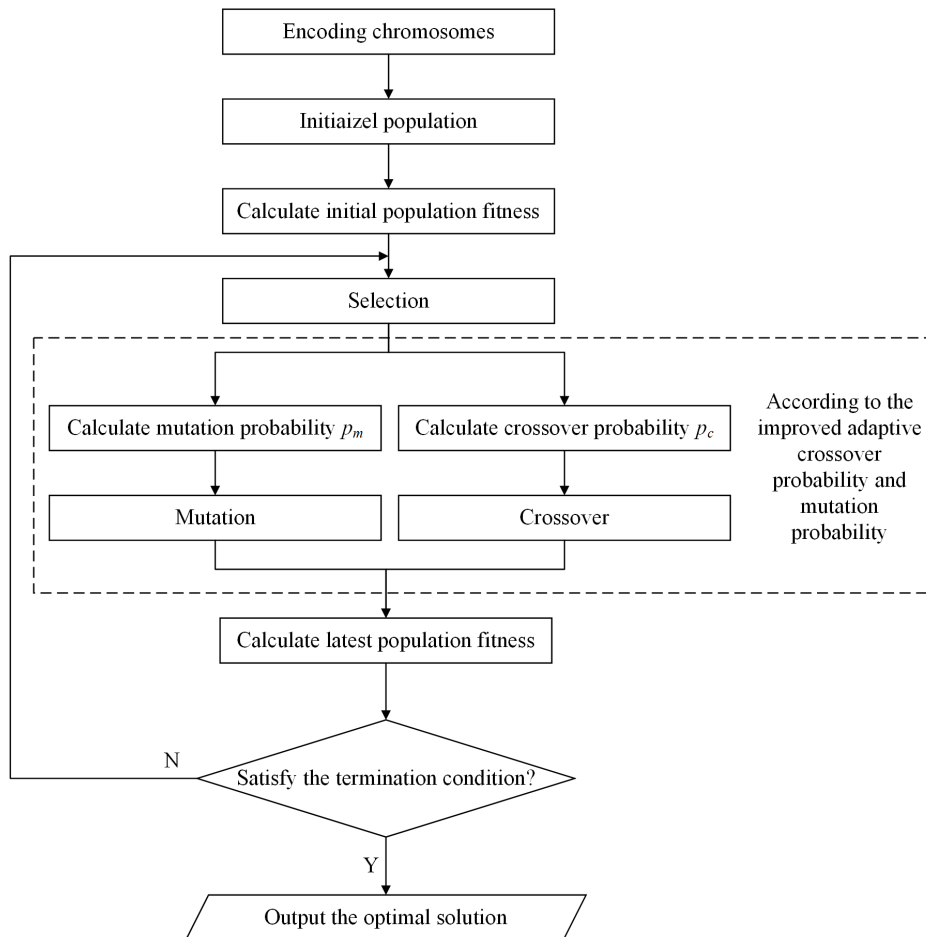 Encoding chromosomes
Initiaizel population
Calculate initial population fitness
Selection
Calculate mutation probability pm
Calculate crossover probability pc
Mutation
Crossover
According to the
improved adaptive
crossover
probability and
mutation
probability
Calculate latest population fitness
Satisfy the termination condition?
N
Y
Output the optimal solution